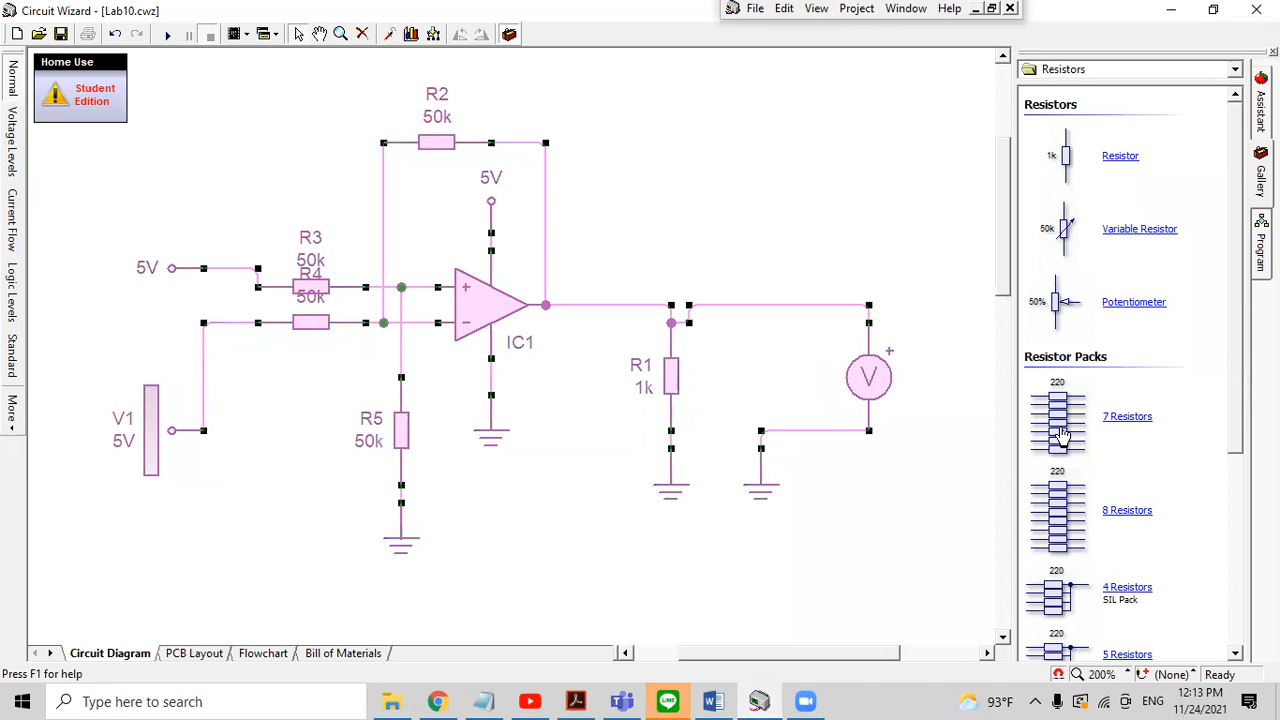 Circuit Wizard - [Lab10.cwz]
File Edit View Project Window Help
Home Use
Student
Edition
Normal
Voltage Levels
Current Flow
Logic Levels
Standard
More
R2
50k
5V
R3
50k
5V
R4
50k
+
−
IC1
R1
1k
+
V
V1
5V
R5
50k
Resistors
Resistors
1k
Resistor
50k
Variable Resistor
50%
Potentiometer
Resistor Packs
220
7 Resistors
220
8 Resistors
220
4 Resistors
SIL Pack
220
5 Resistors
Assistant
Gallery
Program
Circuit Diagram
PCB Layout
Flowchart
Bill of Materials
Press F1 for help
200%
(None)
Ready
Type here to search
93°F
ENG
12:13 PM
11/24/2021